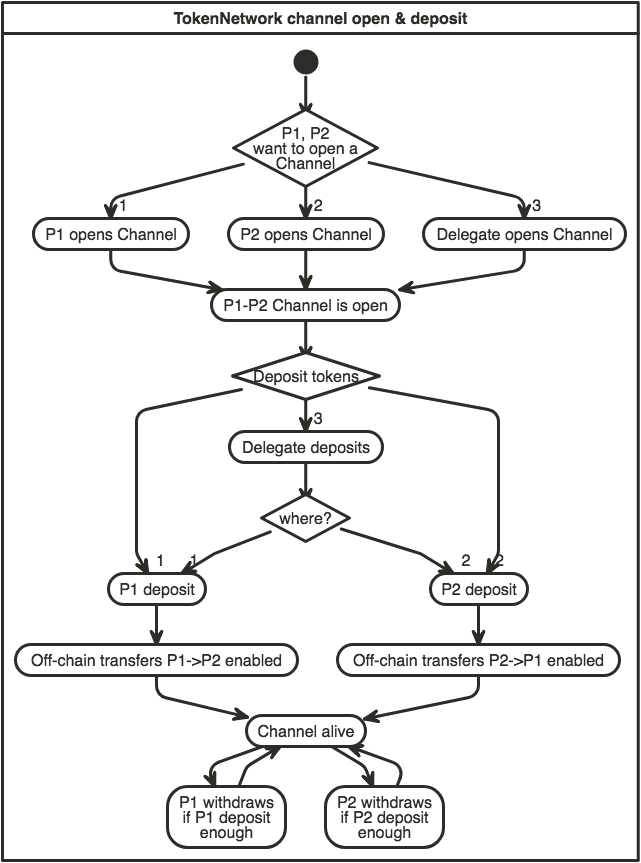 TokenNetwork channel open & deposit
P1, P2
want to open a
Channel
1
2
3
P1 opens Channel
P2 opens Channel
Delegate opens Channel
P1-P2 Channel is open
Deposit tokens
3
Delegate deposits
where?
1
1
2
2
P1 deposit
P2 deposit
Off-chain transfers P1->P2 enabled
Off-chain transfers P2->P1 enabled
Channel alive
P1 withdraws
if P1 deposit
enough
P2 withdraws
if P2 deposit
enough